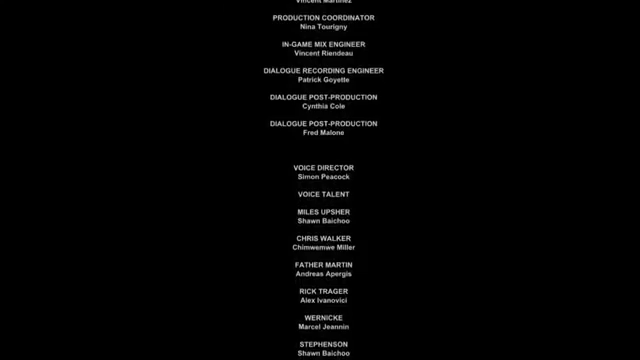 Vincent Martinez
PRODUCTION COORDINATOR
Nina Tourigny
IN-GAME MIX ENGINEER
Vincent Riendeau
DIALOGUE RECORDING ENGINEER
Patrick Goyette
DIALOGUE POST-PRODUCTION
Cynthia Cole
DIALOGUE POST-PRODUCTION
Fred Malone
VOICE DIRECTOR
Simon Peacock
VOICE TALENT
MILES UPSHER
Shawn Baichoo
CHRIS WALKER
Chimwemwe Miller
FATHER MARTIN
Andreas Apergis
RICK TRAGER
Alex Ivanovici
WERNICKE
Marcel Jeannin
STEPHENSON
Shawn Baichoo